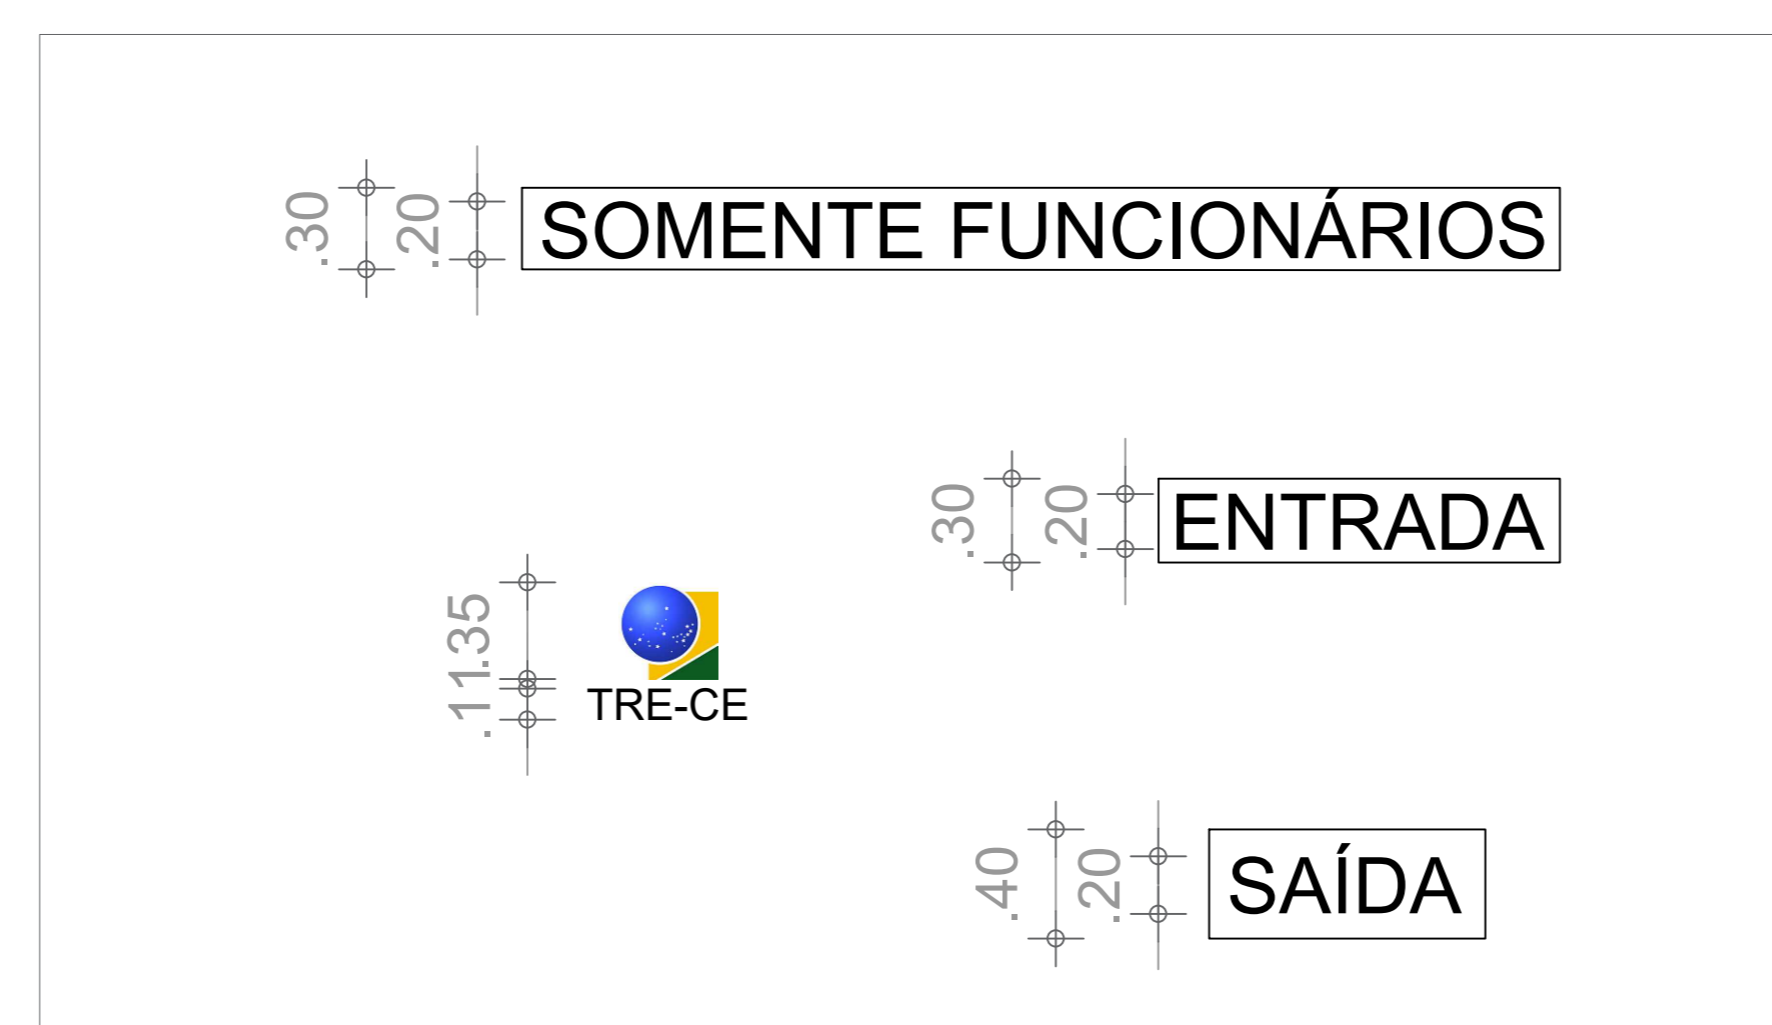 .30 .20 SOMENTE FUNCIONÁRIOS
.30 .20 ENTRADA
.35
.11
TRE-CE
.40 .20 SAÍDA